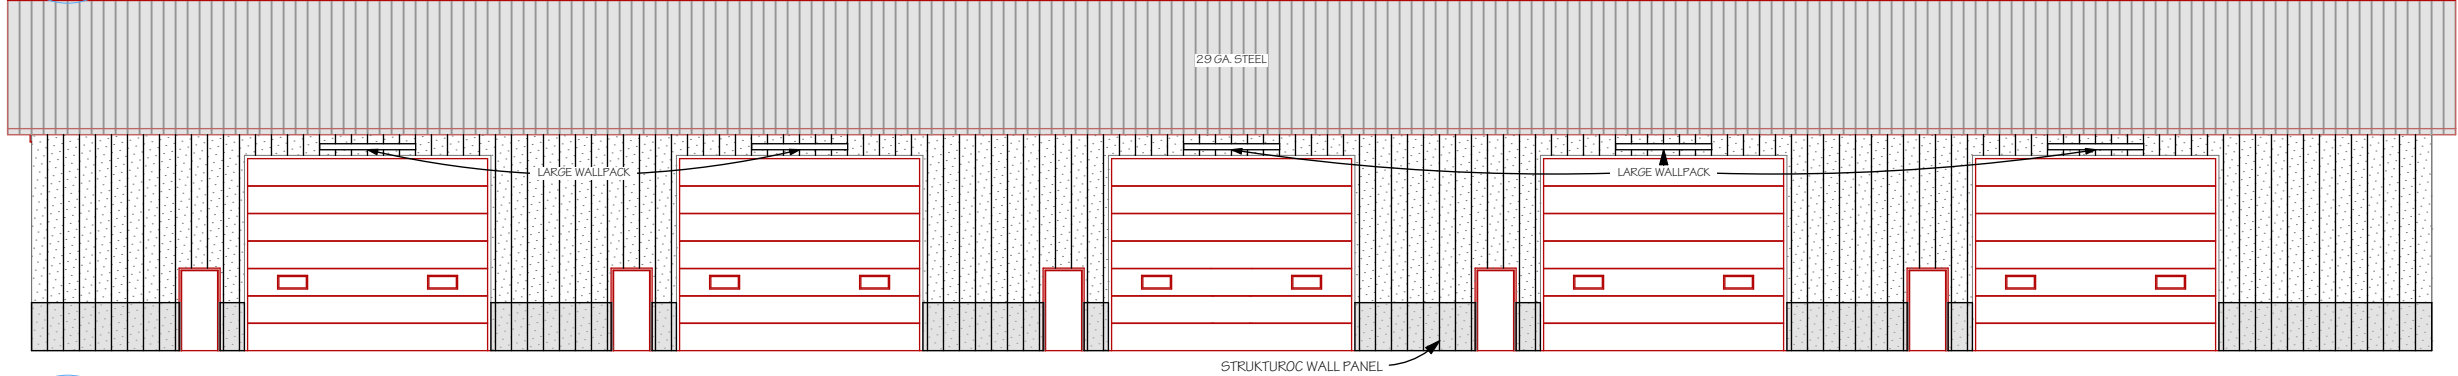 29 GA. STEEL
LARGE WALLPACK
LARGE WALLPACK
STRUKTUROC WALL PANEL